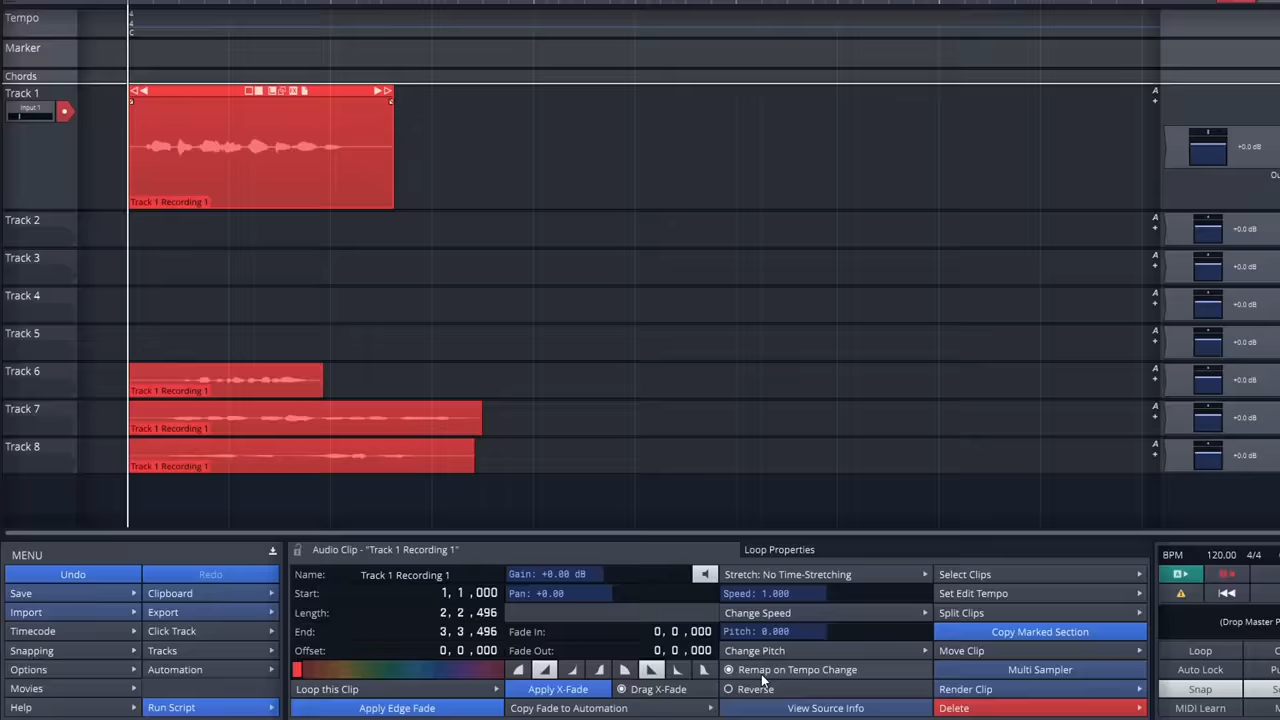 Tempo
4
4
C
Marker
Chords
Track 1
Input 1
A
+0.0 dB
Ou
Track 1 Recording 1
Track 2
A
+0.0 dB
Track 3
A
+0.0 dB
Track 4
A
+0.0 dB
Track 5
A
+0.0 dB
Track 6
A
+0.0 dB
Track 1 Recording 1
Track 7
A
+0.0 dB
Track 1 Recording 1
Track 8
A
+0.0 dB
Track 1 Recording 1
MENU
Undo Redo
Save Clipboard
Import Export
Timecode Click Track
Snapping Tracks
Options Automation
Movies
Help Run Script
Audio Clip - "Track 1 Recording 1"
Loop Properties
Name: Track 1 Recording 1
Start: 1, 1 ,000
Length: 2, 2 ,496
End: 3, 3 ,496
Offset: 0, 0 ,000
Loop this Clip
Apply Edge Fade
Gain: +0.00 dB
Pan: +0.00
Fade In: 0, 0 ,000
Fade Out: 0, 0 ,000
Apply X-Fade Drag X-Fade
Copy Fade to Automation
Stretch: No Time-Stretching
Speed: 1.000
Change Speed
Pitch: 0.000
Change Pitch
Remap on Tempo Change
Reverse
View Source Info
Select Clips
Set Edit Tempo
Split Clips
Copy Marked Section
Move Clip
Multi Sampler
Render Clip
Delete
BPM 120.00 4/4
A
(Drop Master P
Loop
Auto Lock
Snap
MIDI Learn